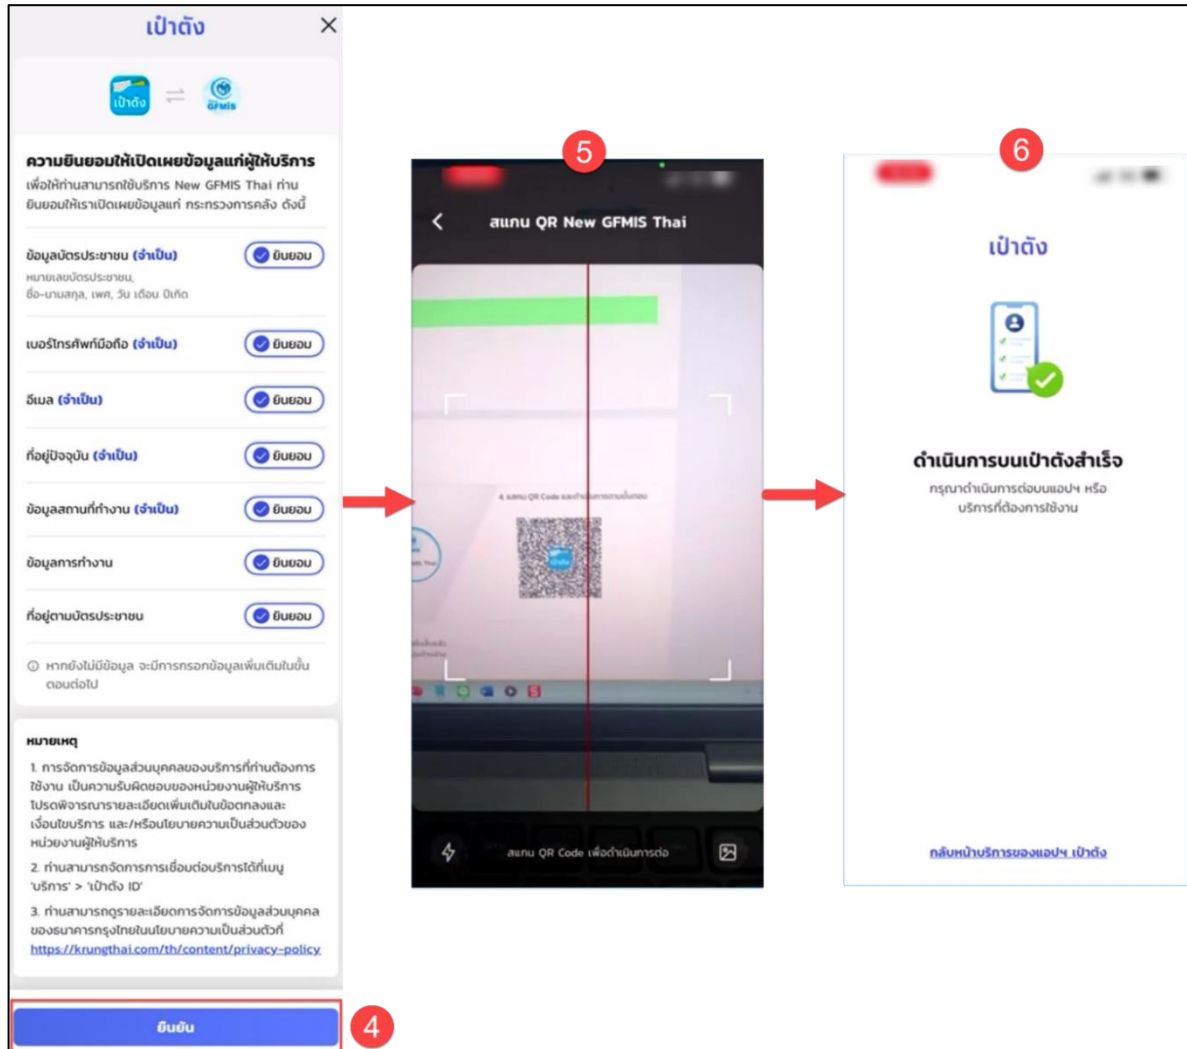 เป๋าตัง
เป๋าตัง
GFMIS
ความยินยอมให้เปิดเผยข้อมูลแก่ผู้ให้บริการ
เพื่อให้ท่านสามารถใช้บริการ New GFMIS Thai ท่าน
ยินยอมให้เราเปิดเผยข้อมูลแก่ กระทรวงการคลัง ดังนี้
ข้อมูลบัตรประชาชน (จำเป็น) ยินยอม
หมายเลขบัตรประชาชน,
ชื่อ-นามสกุล, เพศ, วัน เดือน ปีเกิด
เบอร์โทรศัพท์มือถือ (จำเป็น) ยินยอม
อีเมล (จำเป็น) ยินยอม
ที่อยู่ปัจจุบัน (จำเป็น) ยินยอม
ข้อมูลสถานที่ทำงาน (จำเป็น) ยินยอม
ข้อมูลการทำงาน ยินยอม
ที่อยู่ตามบัตรประชาชน ยินยอม
หากยังไม่มีข้อมูล จะมีการกรอกข้อมูลเพิ่มเติมในขั้น
ตอนต่อไป
หมายเหตุ
1. การจัดการข้อมูลส่วนบุคคลของบริการที่ท่านต้องการ
ใช้งาน เป็นความรับผิดชอบของหน่วยงานผู้ให้บริการ
โปรดพิจารณารายละเอียดเพิ่มเติมในข้อตกลงและ
เงื่อนไขบริการ และ/หรือนโยบายความเป็นส่วนตัวของ
หน่วยงานผู้ให้บริการ
2. ท่านสามารถจัดการการเชื่อมต่อบริการได้ที่เมนู
'บริการ' > 'เป๋าตัง ID'
3. ท่านสามารถดูรายละเอียดการจัดการข้อมูลส่วนบุคคล
ของธนาคารกรุงไทยในนโยบายความเป็นส่วนตัวที่
https://krungthai.com/th/content/privacy-policy
ยืนยัน
4
5
สแกน QR New GFMIS Thai
4. สแกน QR Code และดำเนินการตามขั้นตอน
เป๋าตัง
สแกน QR Code เพื่อดำเนินการต่อ
6
เป๋าตัง
ดำเนินการบนเป๋าตังสำเร็จ
กรุณาดำเนินการต่อบนแอปฯ หรือ
บริการที่ต้องการใช้งาน
กลับหน้าบริการของแอปฯ เป๋าตัง